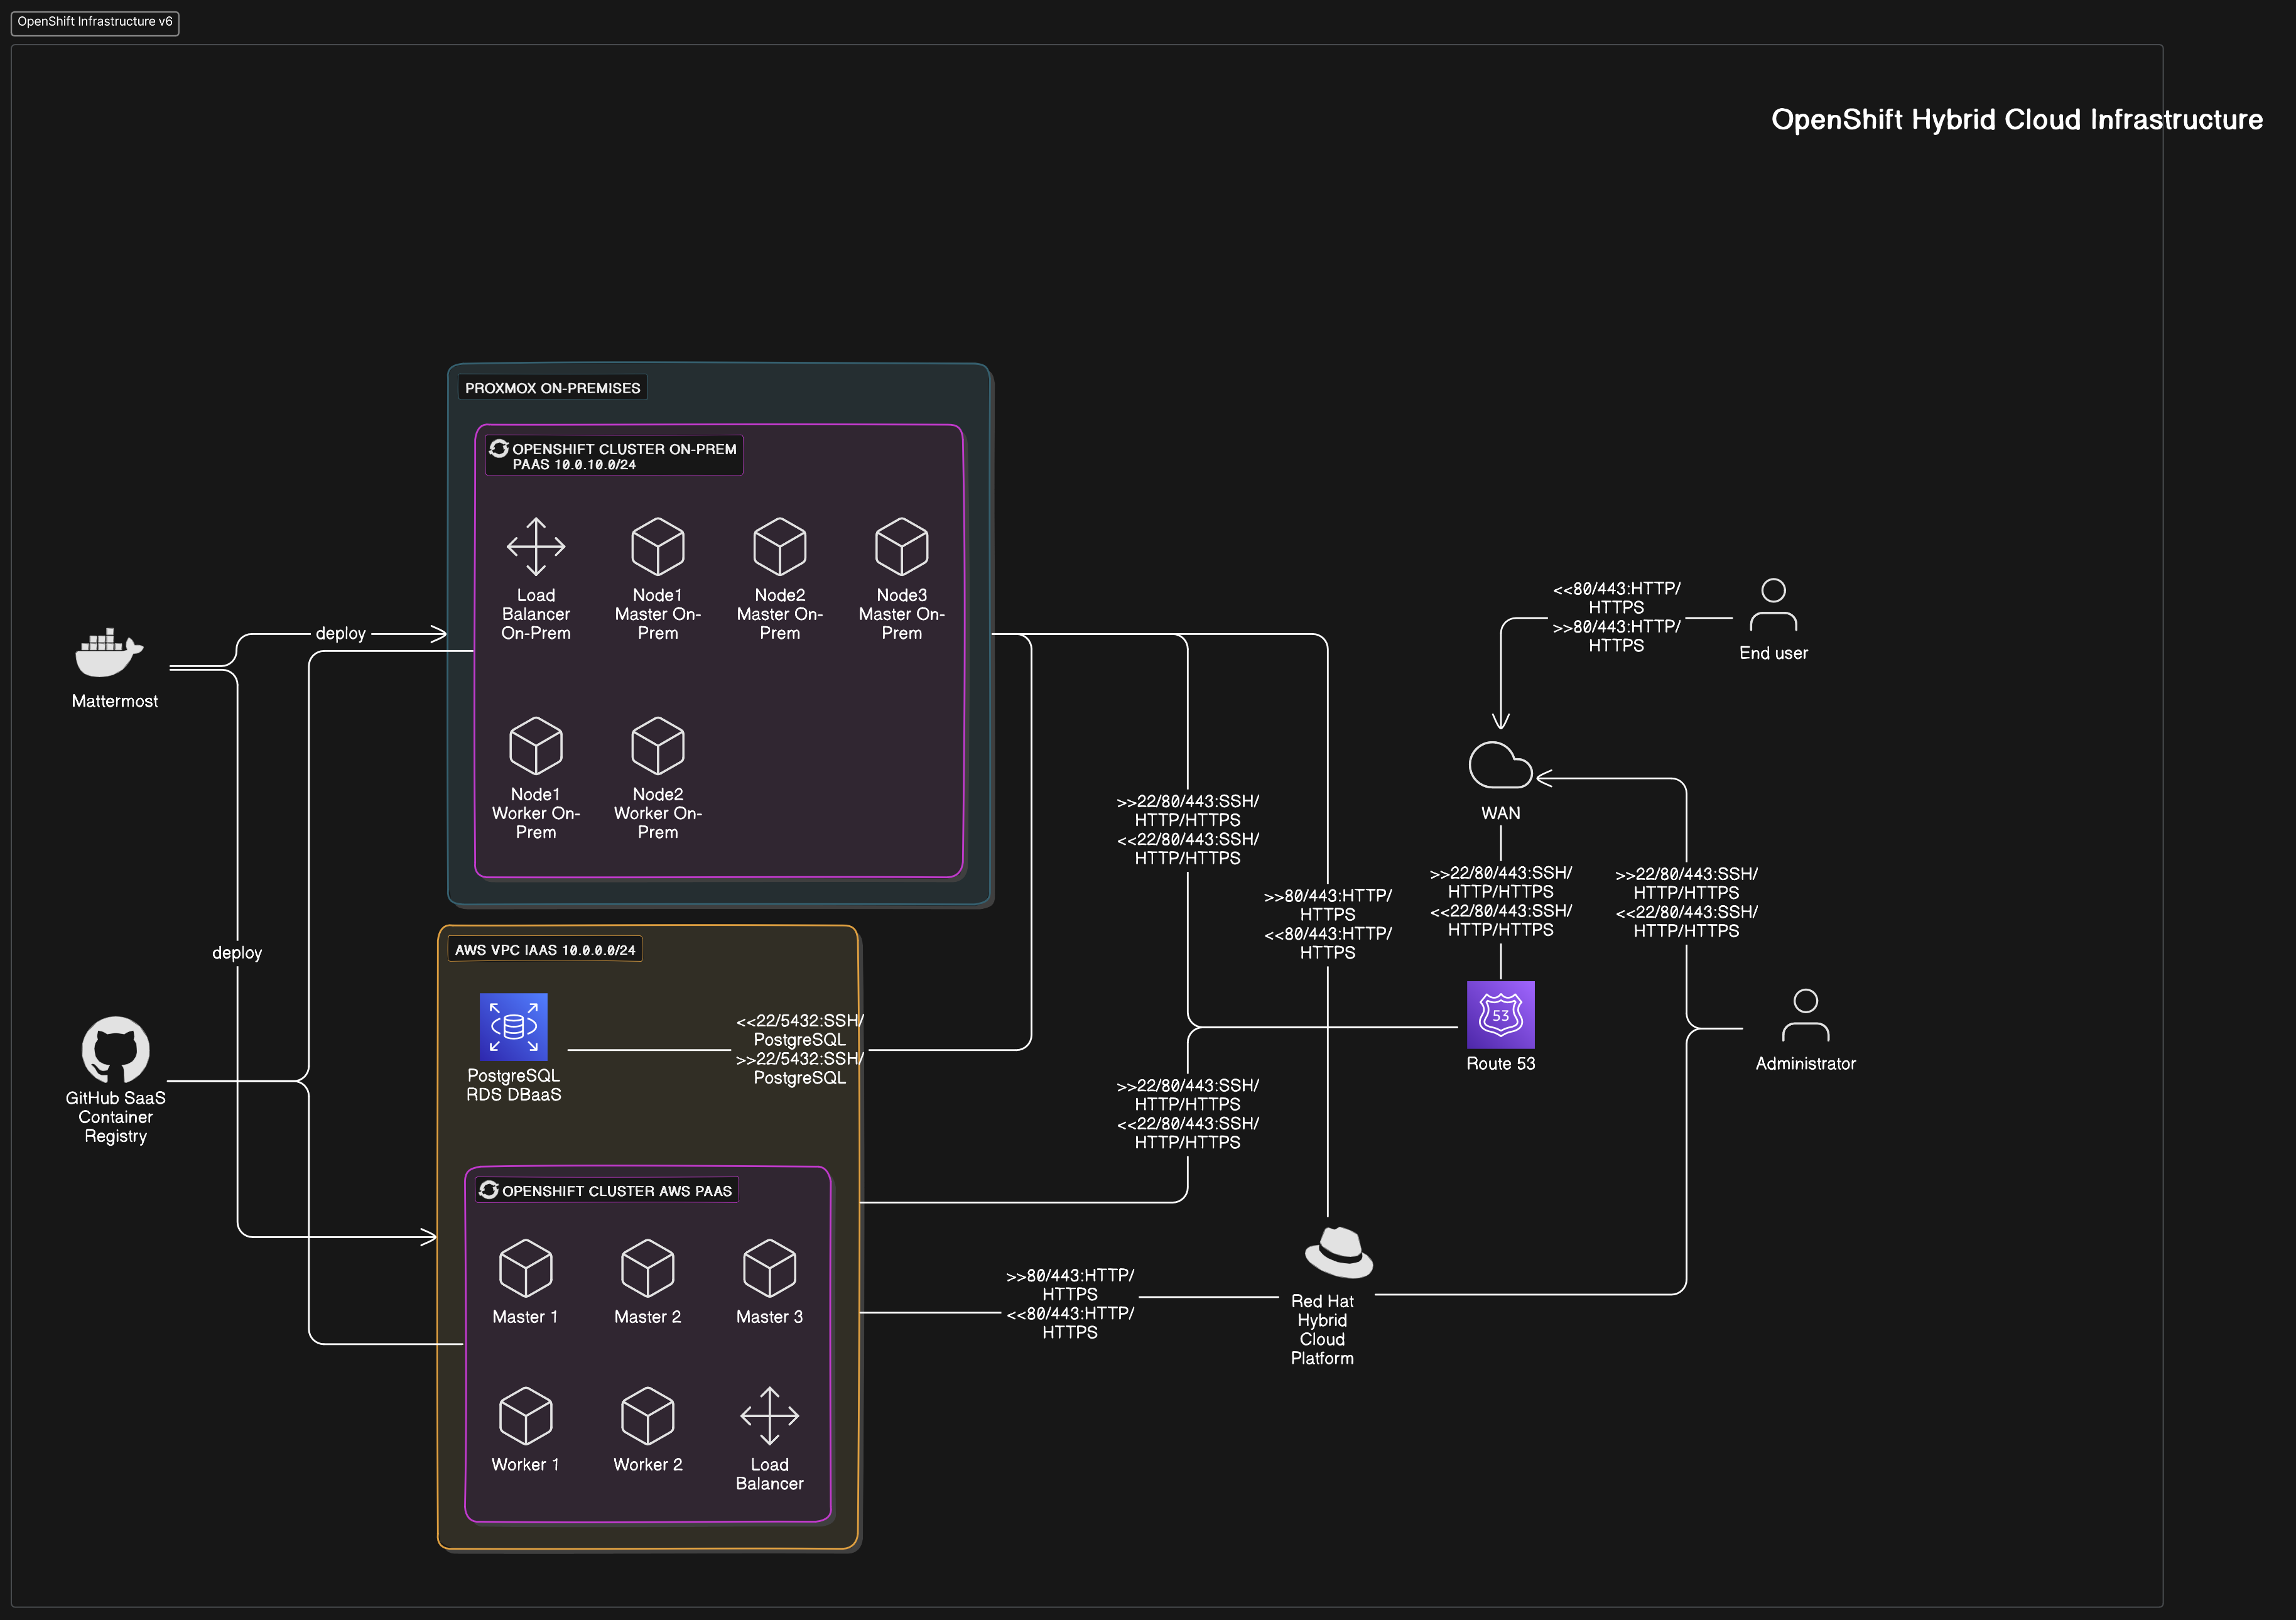 OpenShift Infrastructure v6
OpenShift Hybrid Cloud Infrastructure
PROXMOX ON-PREMISES
OPENSHIFT CLUSTER ON-PREM
PAAS 10.0.10.0/24
Load
Balancer
On-Prem
Node1
Master On-
Prem
Node2
Master On-
Prem
Node3
Master On-
Prem
Node1
Worker On-
Prem
Node2
Worker On-
Prem
deploy
Mattermost
deploy
GitHub SaaS
Container
Registry
AWS VPC IAAS 10.0.0.0/24
PostgreSQL
RDS DBaaS
<<22/5432:SSH/
PostgreSQL
>>22/5432:SSH/
PostgreSQL
OPENSHIFT CLUSTER AWS PAAS
Master 1
Master 2
Master 3
Worker 1
Worker 2
Load
Balancer
>>22/80/443:SSH/
HTTP/HTTPS
<<22/80/443:SSH/
HTTP/HTTPS
>>22/80/443:SSH/
HTTP/HTTPS
<<22/80/443:SSH/
HTTP/HTTPS
>>80/443:HTTP/
HTTPS
<<80/443:HTTP/
HTTPS
>>80/443:HTTP/
HTTPS
<<80/443:HTTP/
HTTPS
Red Hat
Hybrid
Cloud
Platform
<<80/443:HTTP/
HTTPS
>>80/443:HTTP/
HTTPS
End user
WAN
>>22/80/443:SSH/
HTTP/HTTPS
<<22/80/443:SSH/
HTTP/HTTPS
>>22/80/443:SSH/
HTTP/HTTPS
<<22/80/443:SSH/
HTTP/HTTPS
53
Route 53
Administrator